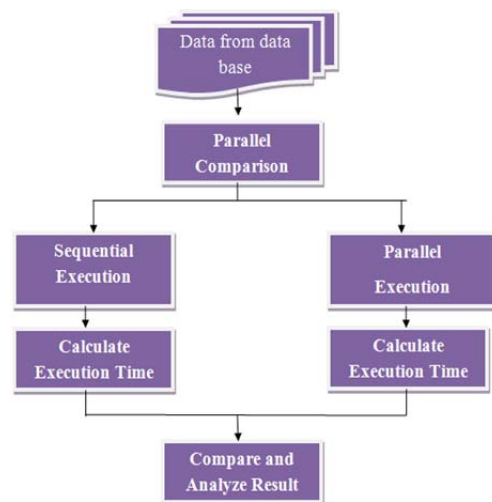 Data from data
base
Parallel
Comparison
Sequential
Execution
Parallel
Execution
Calculate
Execution Time
Calculate
Execution Time
Compare and
Analyze Result